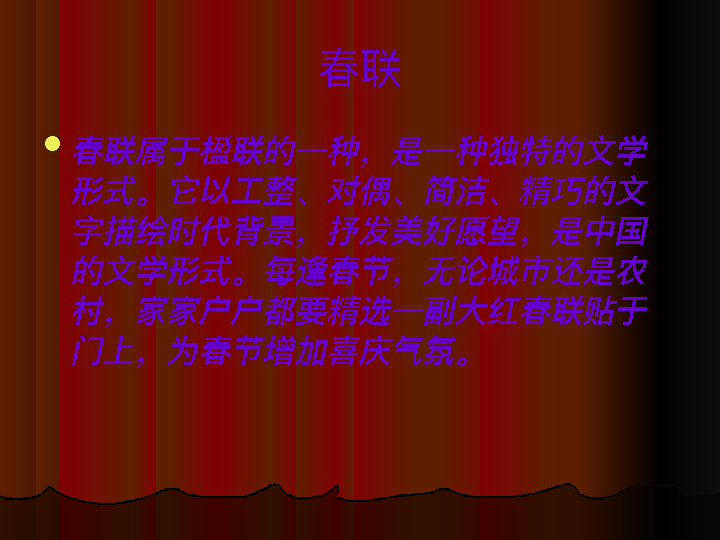 春联
春联属于楹联的一种，是一种独特的文学
形式。它以工整、对偶、简洁、精巧的文
字描绘时代背景，抒发美好愿望，是中国
的文学形式。每逢春节，无论城市还是农
村，家家户户都要精选一副大红春联贴于
门上，为春节增加喜庆气氛。